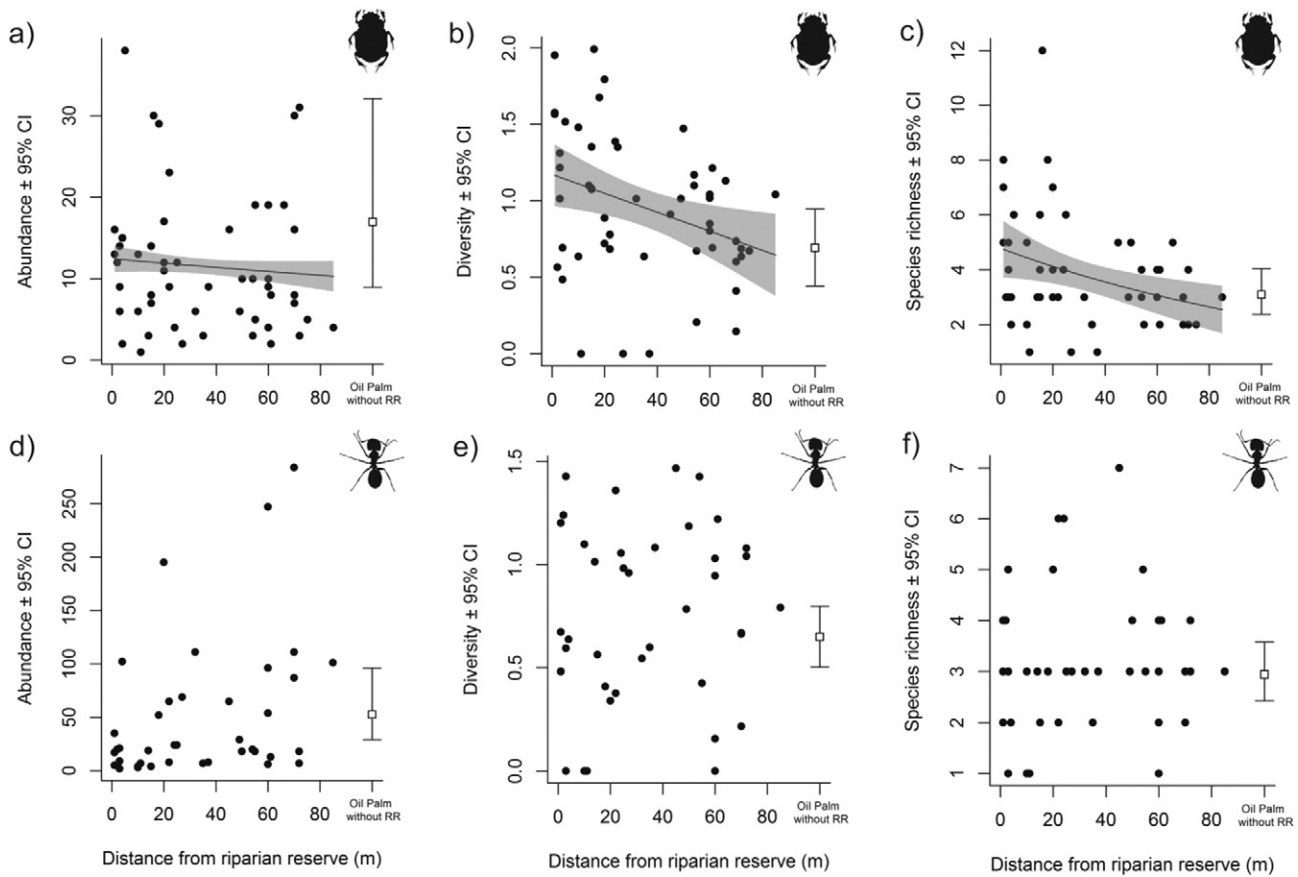 a)
Abundance ± 95% CI
30
20
10
0
0 20 40 60 80
Oil Palm
without RR
b)
Diversity ± 95% CI
2.0
1.5
1.0
0.5
0.0
0 20 40 60 80
Oil Palm
without RR
c)
Species richness ± 95% CI
12
10
8
6
4
2
0 20 40 60 80
Oil Palm
without RR
d)
Abundance ± 95% CI
250
200
150
100
50
0
0 20 40 60 80
Oil Palm
without RR
Distance from riparian reserve (m)
e)
Diversity ± 95% CI
1.5
1.0
0.5
0.0
0 20 40 60 80
Oil Palm
without RR
Distance from riparian reserve (m)
f)
Species richness ± 95% CI
7
6
5
4
3
2
1
0 20 40 60 80
Oil Palm
without RR
Distance from riparian reserve (m)